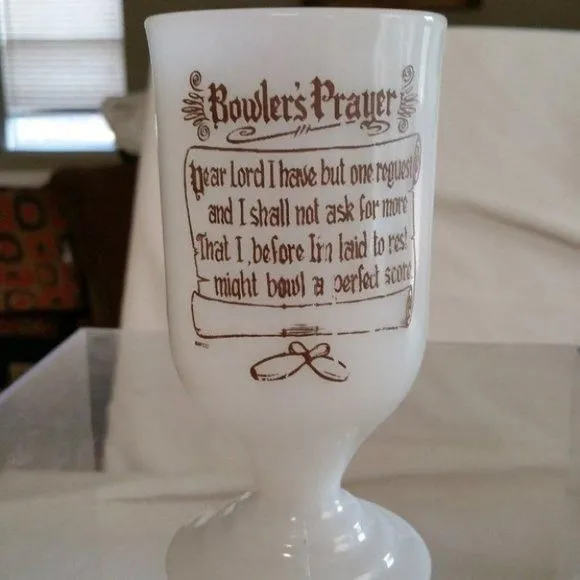 Bowler's Prayer
Dear Lord I have but one request
and I shall not ask for more
That I, before I'm laid to rest
might bowl a perfect score